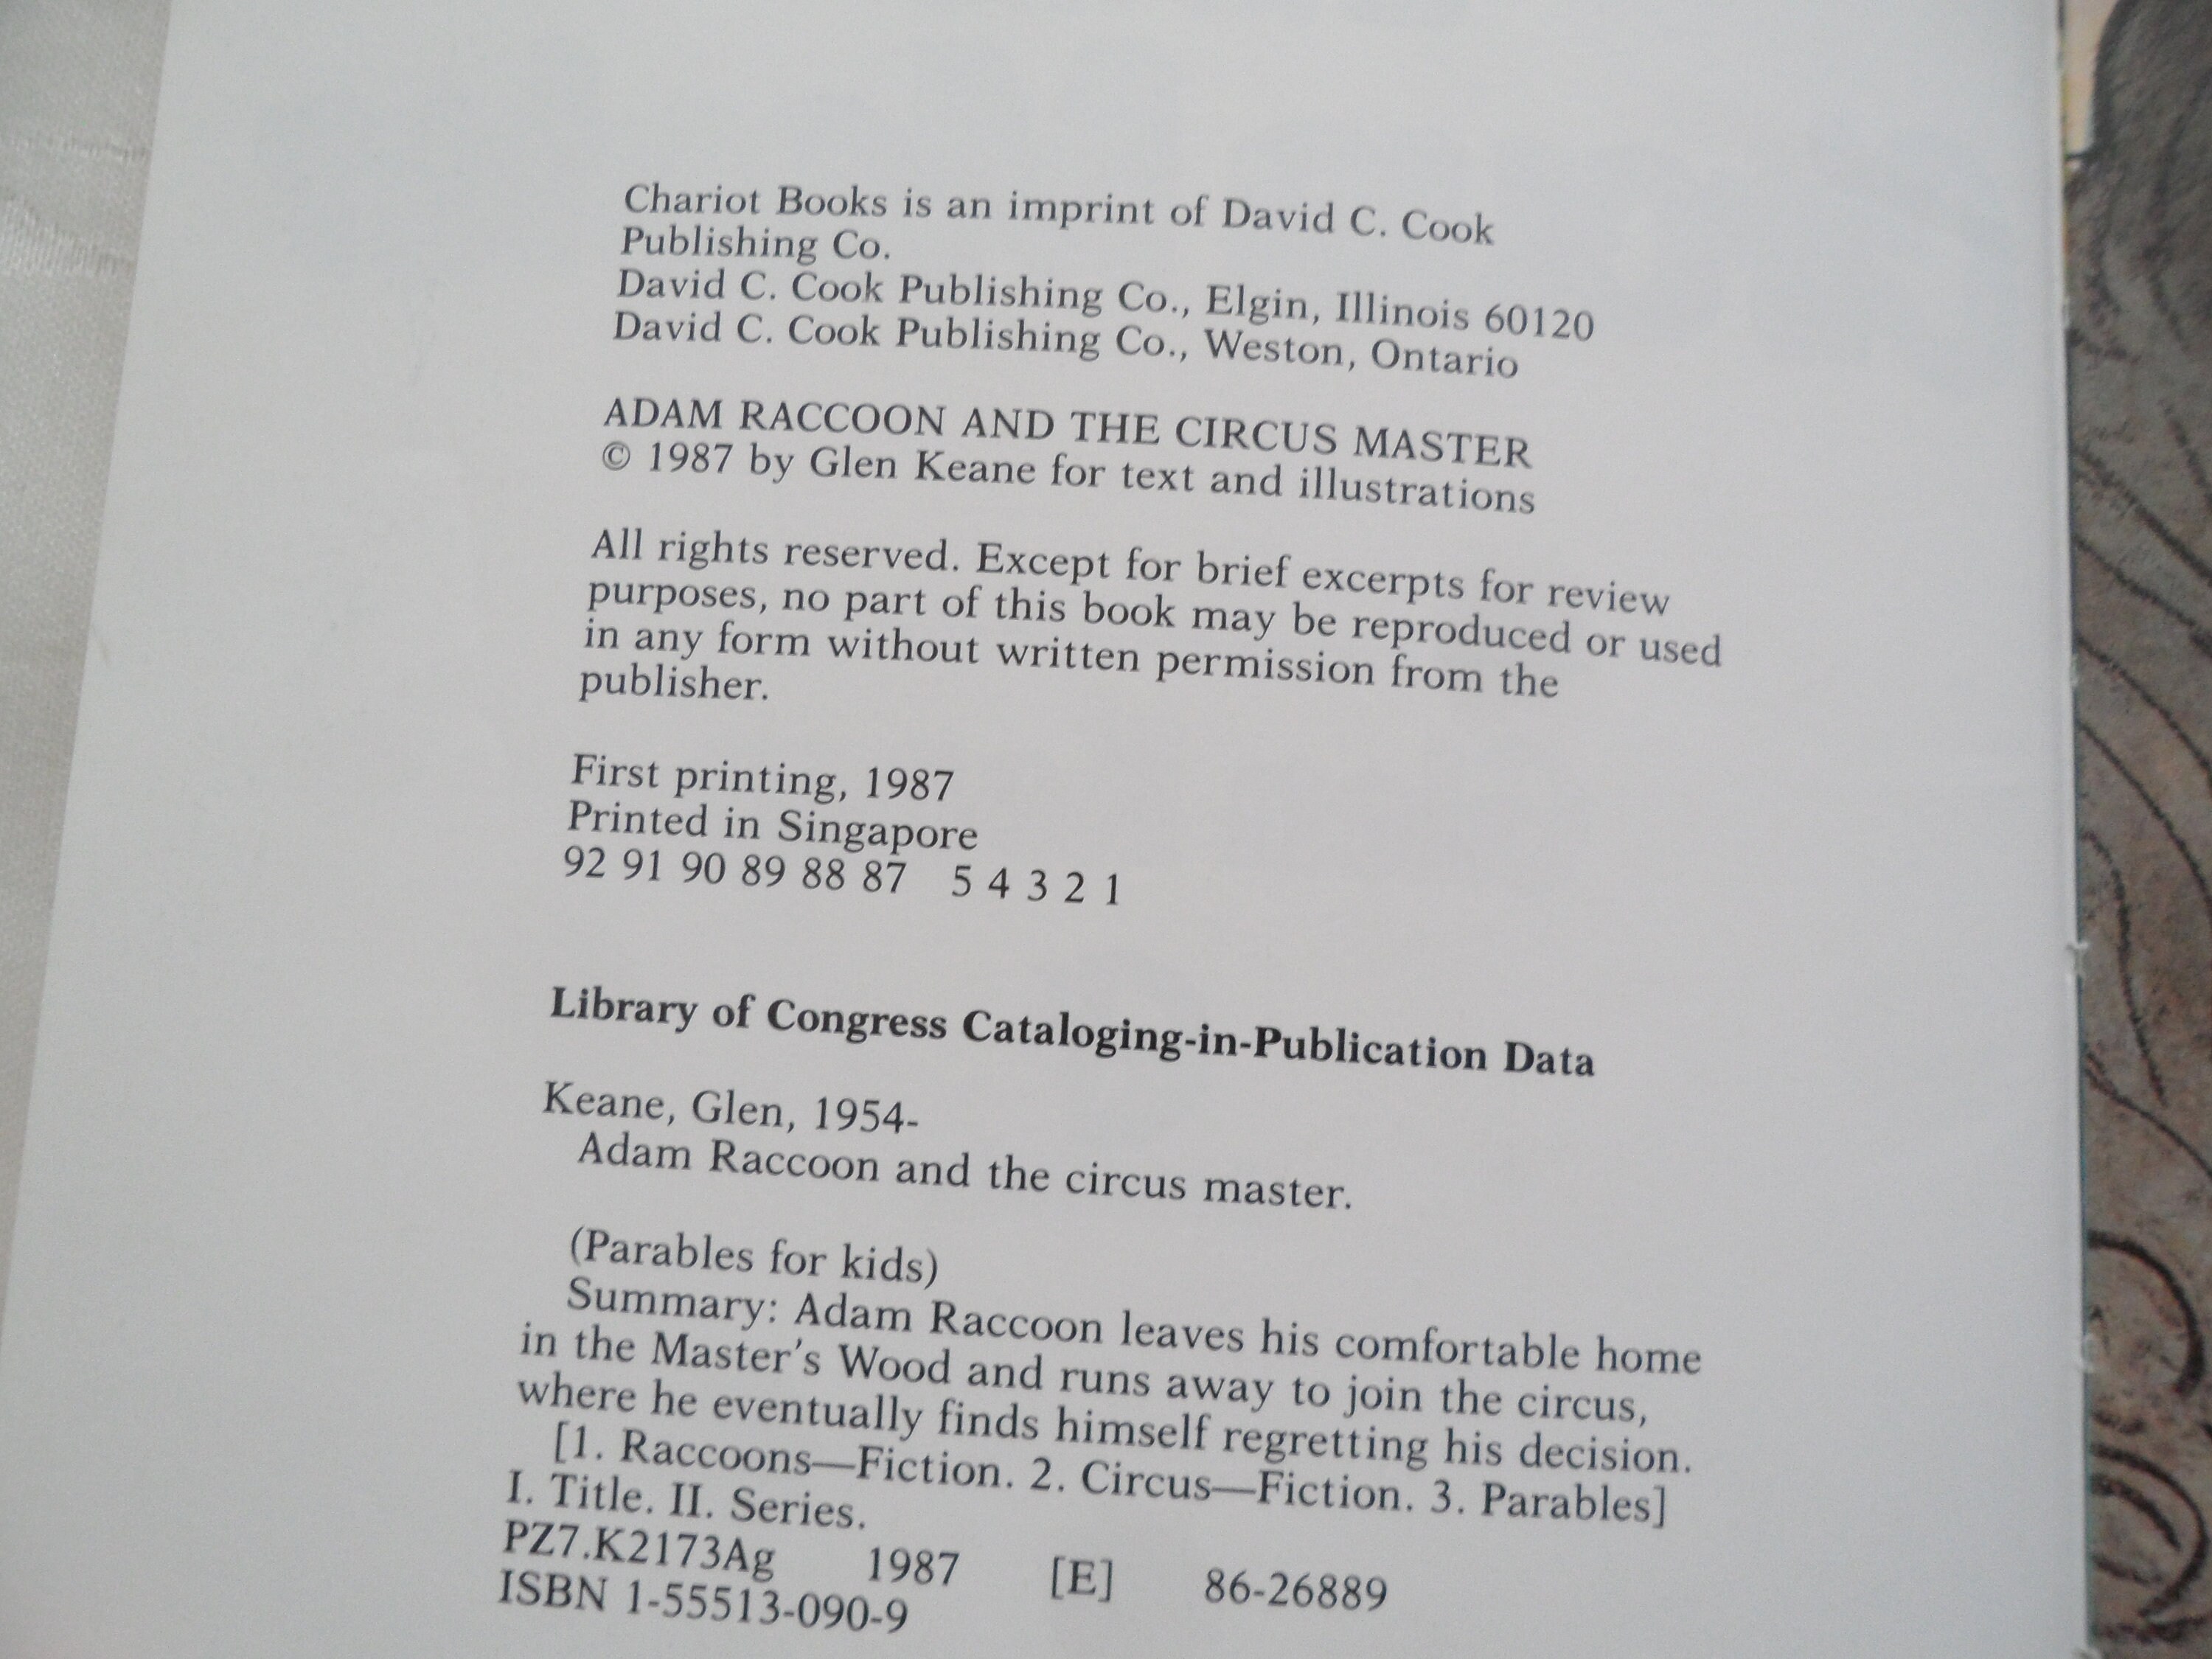 Chariot Books is an imprint of David C. Cook
Publishing Co.
David C. Cook Publishing Co., Elgin, Illinois 60120
David C. Cook Publishing Co., Weston, Ontario
ADAM RACCOON AND THE CIRCUS MASTER
© 1987 by Glen Keane for text and illustrations
All rights reserved. Except for brief excerpts for review
purposes, no part of this book may be reproduced or used
in any form without written permission from the
publisher.
First printing, 1987
Printed in Singapore
92 91 90 89 88 87 5 4 3 2 1
Library of Congress Cataloging-in-Publication Data
Keane, Glen, 1954-
Adam Raccoon and the circus master.
(Parables for kids)
Summary: Adam Raccoon leaves his comfortable home
in the Master's Wood and runs away to join the circus,
where he eventually finds himself regretting his decision.
[1. Raccoons—Fiction. 2. Circus—Fiction. 3. Parables]
I. Title. II. Series.
PZ7.K2173Ag 1987 [E] 86-26889
ISBN 1-55513-090-9